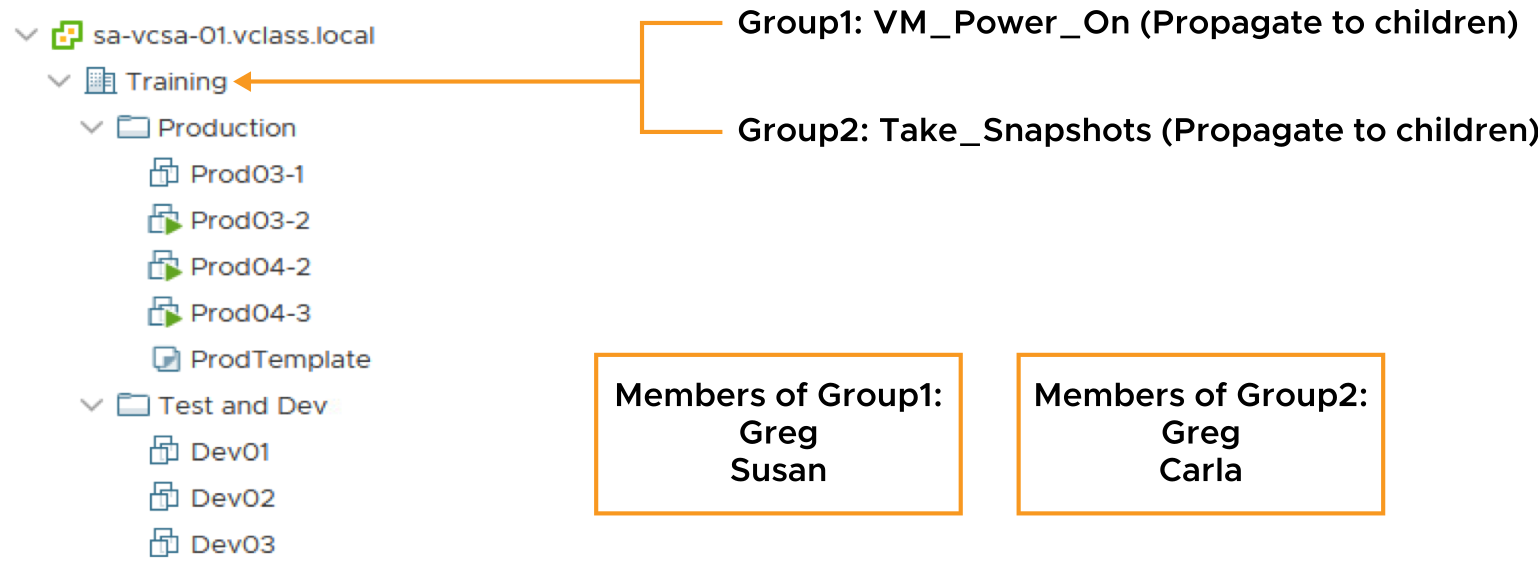 sa-vcsa-01.vclass.local
Training
Production
Prod03-1
Prod03-2
Prod04-2
Prod04-3
ProdTemplate
Test and Dev
Dev01
Dev02
Dev03
Group1: VM_Power_On (Propagate to children)
Group2: Take_Snapshots (Propagate to children)
Members of Group1:
Greg
Susan
Members of Group2:
Greg
Carla